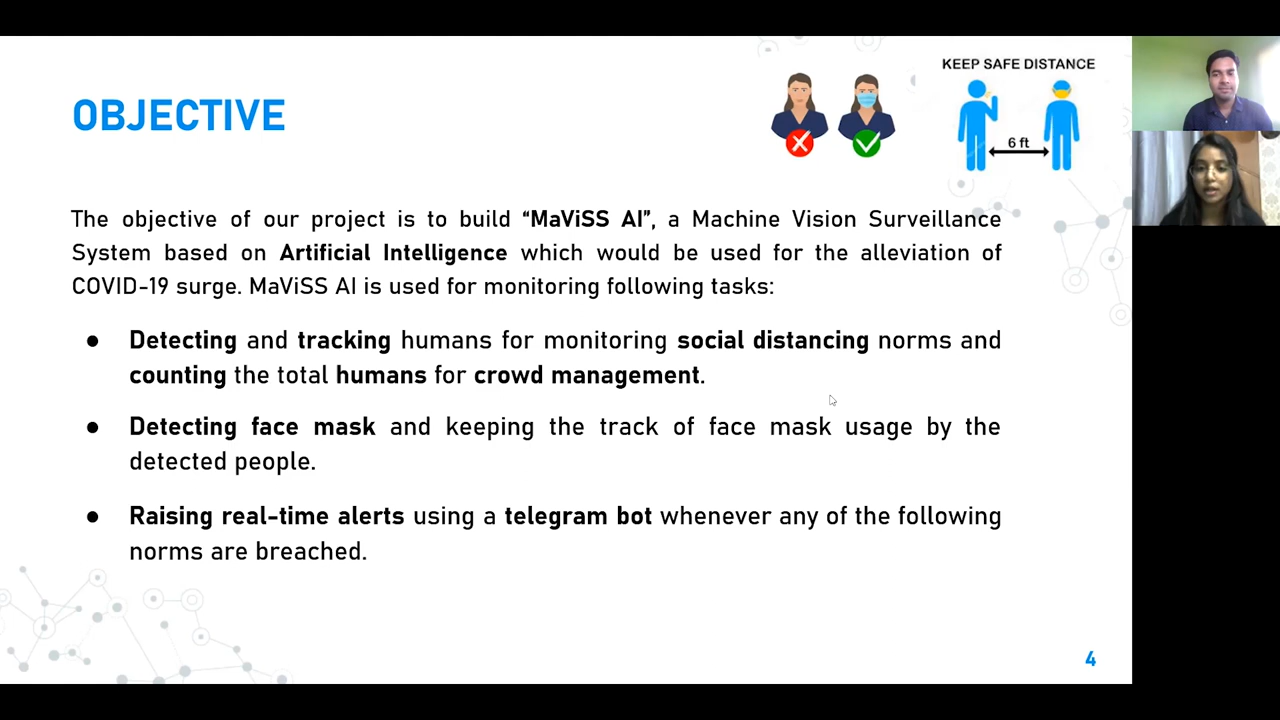 KEEP SAFE DISTANCE
OBJECTIVE
6 ft
The objective of our project is to build “MaViSS AI”, a Machine Vision Surveillance
System based on Artificial Intelligence which would be used for the alleviation of
COVID-19 surge. MaViSS AI is used for monitoring following tasks:
● Detecting and tracking humans for monitoring social distancing norms and
counting the total humans for crowd management.
● Detecting face mask and keeping the track of face mask usage by the
detected people.
● Raising real-time alerts using a telegram bot whenever any of the following
norms are breached.
4